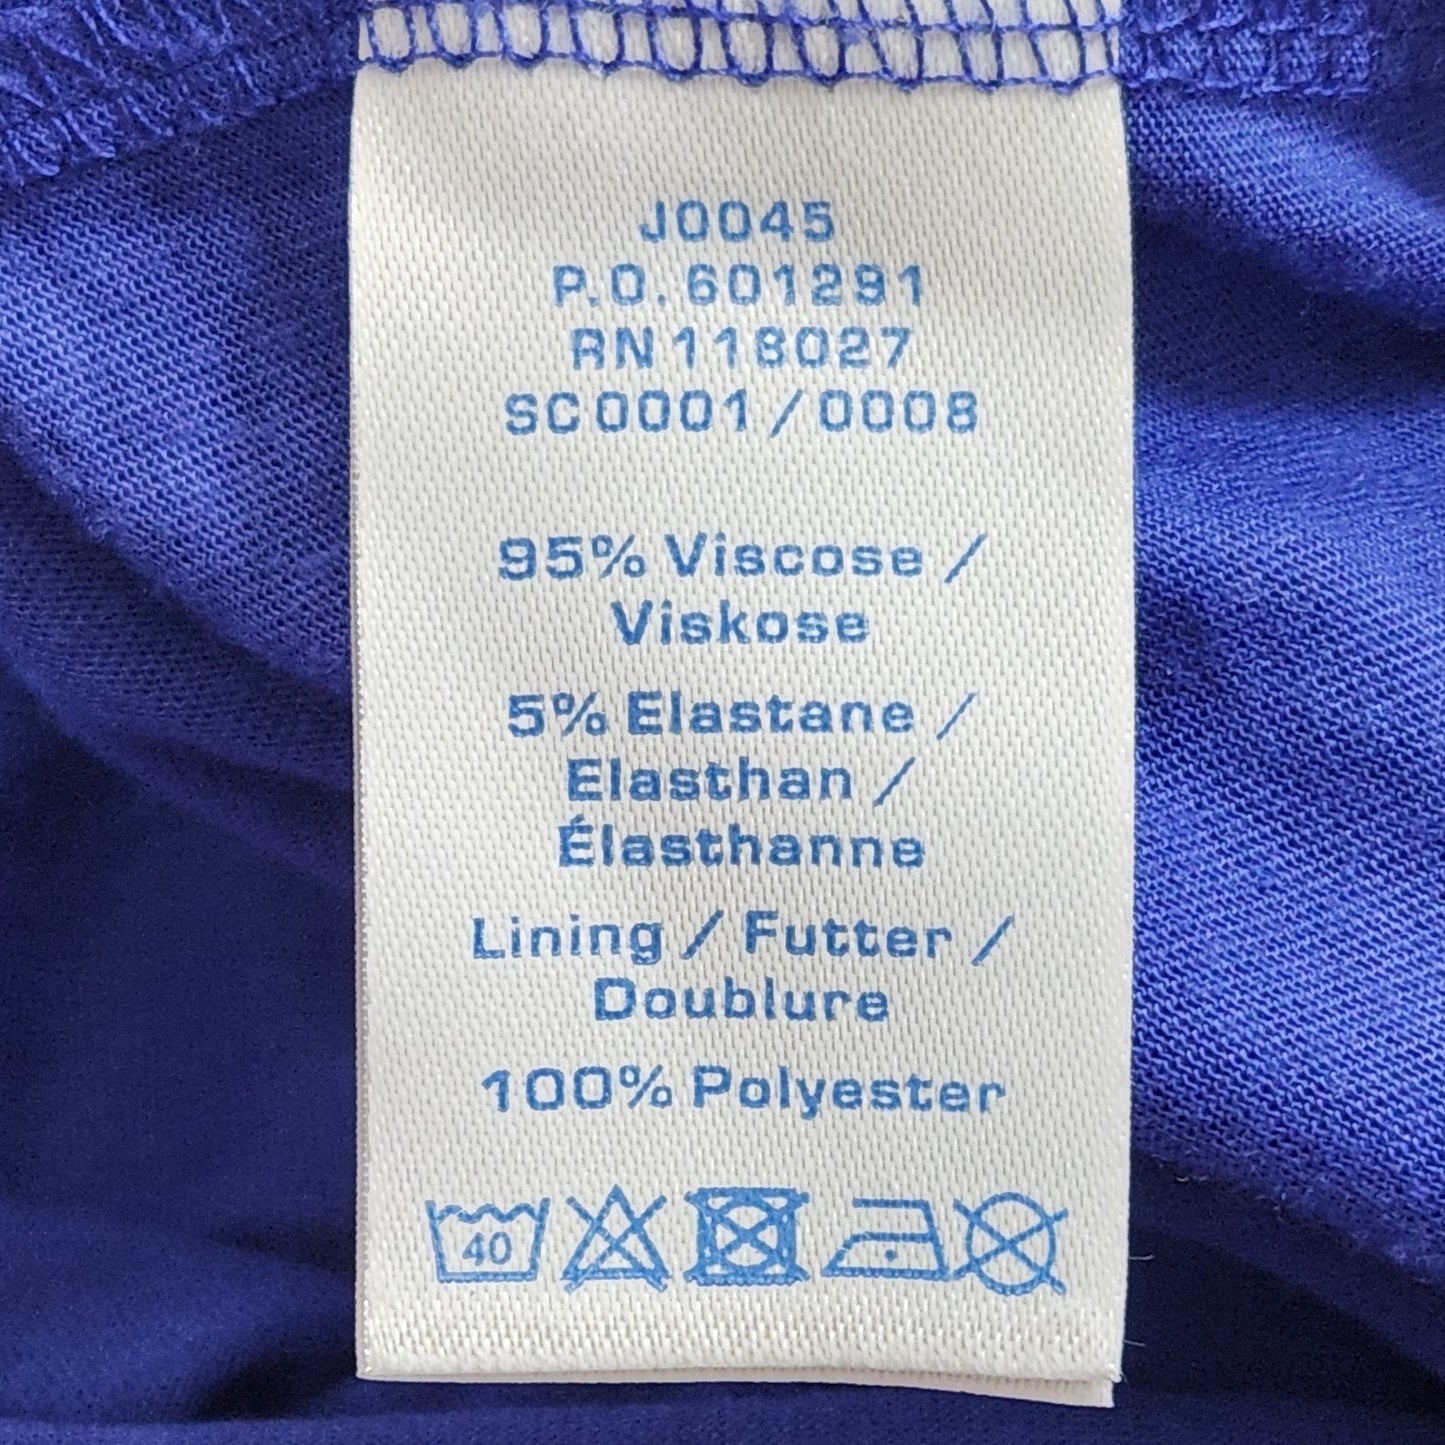 J0045
P.O. 601291
RN 118027
SC0001 / 0008
95% Viscose /
Viskose
5% Elastane /
Elasthan /
Élasthanne
Lining / Futter /
Doublure
100% Polyester
40